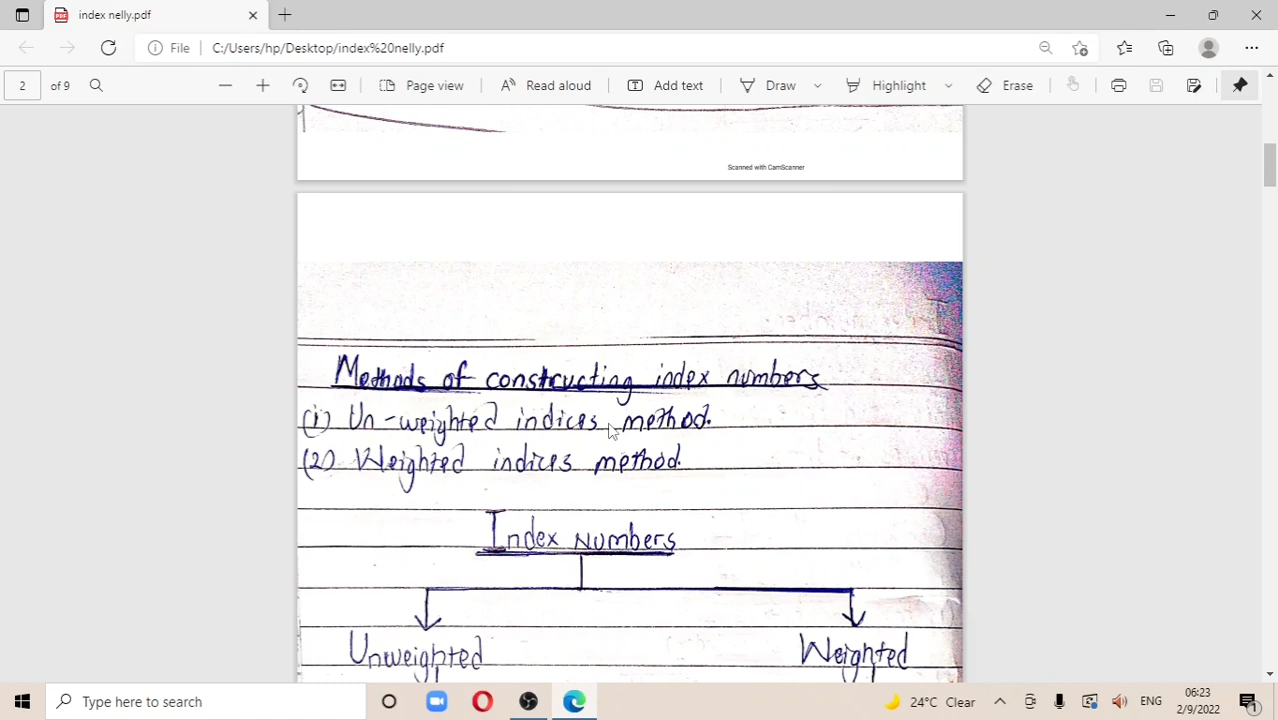 index nelly.pdf
File C:/Users/hp/Desktop/index%20nelly.pdf
2 of 9 Page view Read aloud Add text Draw Highlight Erase
Scanned with CamScanner
Methods of constructing index numbers
(i) Un-weighted indices method.
(2) Weighted indices method.
Index Numbers
Unweighted Weighted
Type here to search
24°C Clear
ENG
06:23
2/9/2022
1